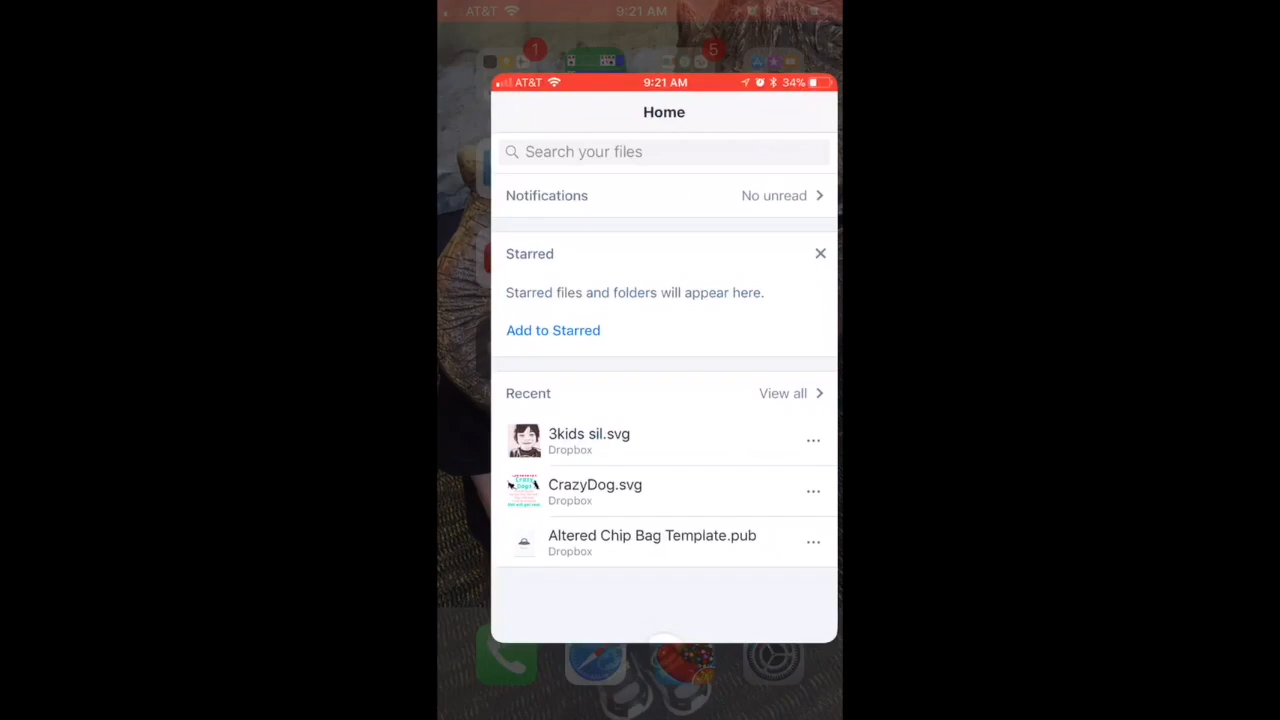 AT&T 9:21 AM
1
5
AT&T 9:21 AM 34%
Home
Search your files
Notifications No unread
Starred
Starred files and folders will appear here.
Add to Starred
Recent View all
3kids sil.svg
Dropbox
CrazyDog.svg
Dropbox
Altered Chip Bag Template.pub
Dropbox